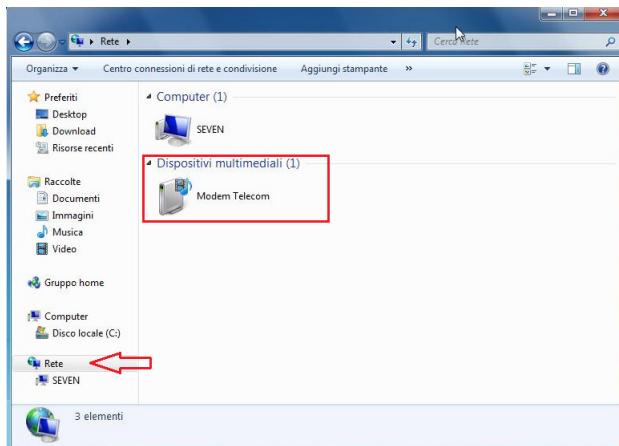 Rete
Cerca Rete
Organizza
Centro connessioni di rete e condivisione
Aggiungi stampante
»
Preferiti
Desktop
Download
Risorse recenti
Raccolte
Documenti
Immagini
Musica
Video
Gruppo home
Computer
Disco locale (C:)
Rete
SEVEN
Computer (1)
SEVEN
Dispositivi multimediali (1)
Modem Telecom
3 elementi